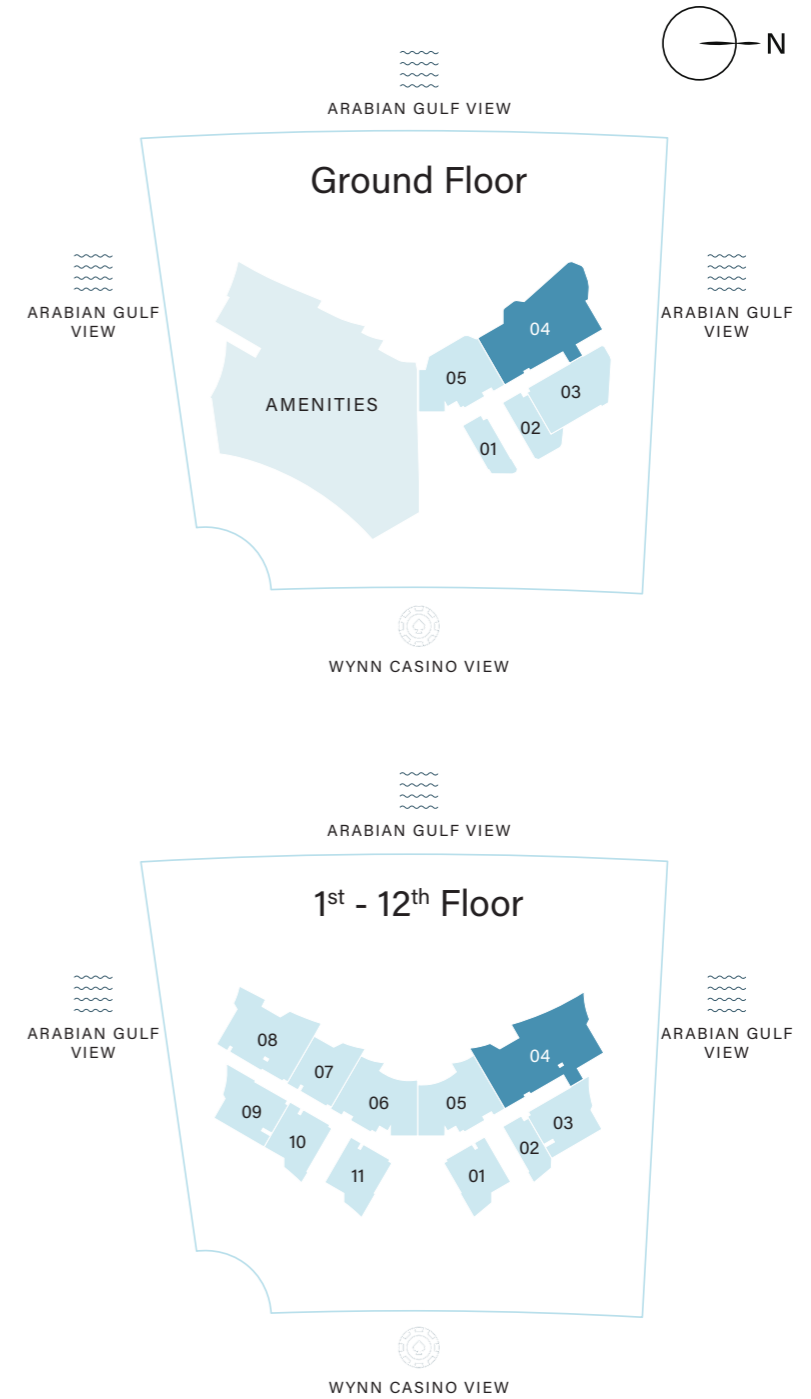 N
ARABIAN GULF VIEW
Ground Floor
ARABIAN GULF
VIEW
ARABIAN GULF
VIEW
04
05
03
AMENITIES
02
01
WYNN CASINO VIEW
ARABIAN GULF VIEW
1st - 12th Floor
ARABIAN GULF
VIEW
ARABIAN GULF
VIEW
08
04
07
06
05
09
03
10
02
11
01
WYNN CASINO VIEW